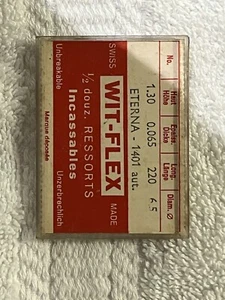 No. Haut. Höhe Epaiss. Dicke Long. Länge Diam. Ø
1.30 0.065 220 6.5
ETERNA - 1401 aut.
SWISS WIT-FLEX MADE
1/2 douz. RESSORTS
Incassables
Unbreakable Unzerbrechlich
Marque déposée